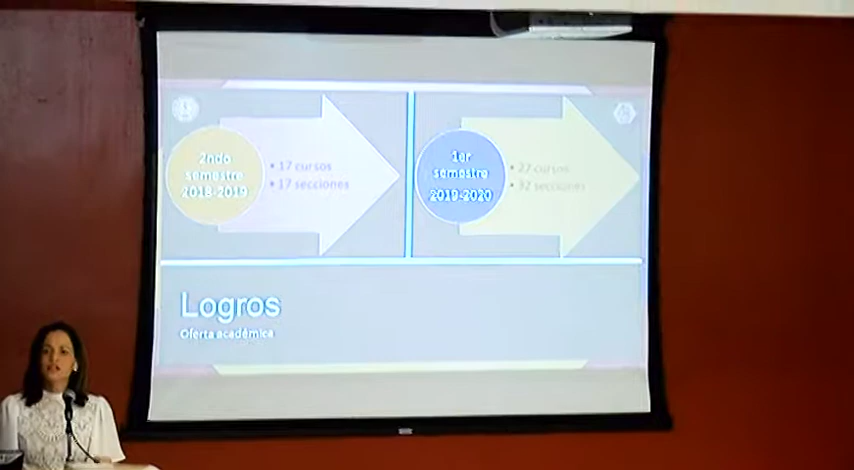 2ndo
semestre
2018-2019
• 17 cursos
• 17 secciones
1er
semestre
2019-2020
• 22 cursos
• 32 secciones
Logros
Oferta académica